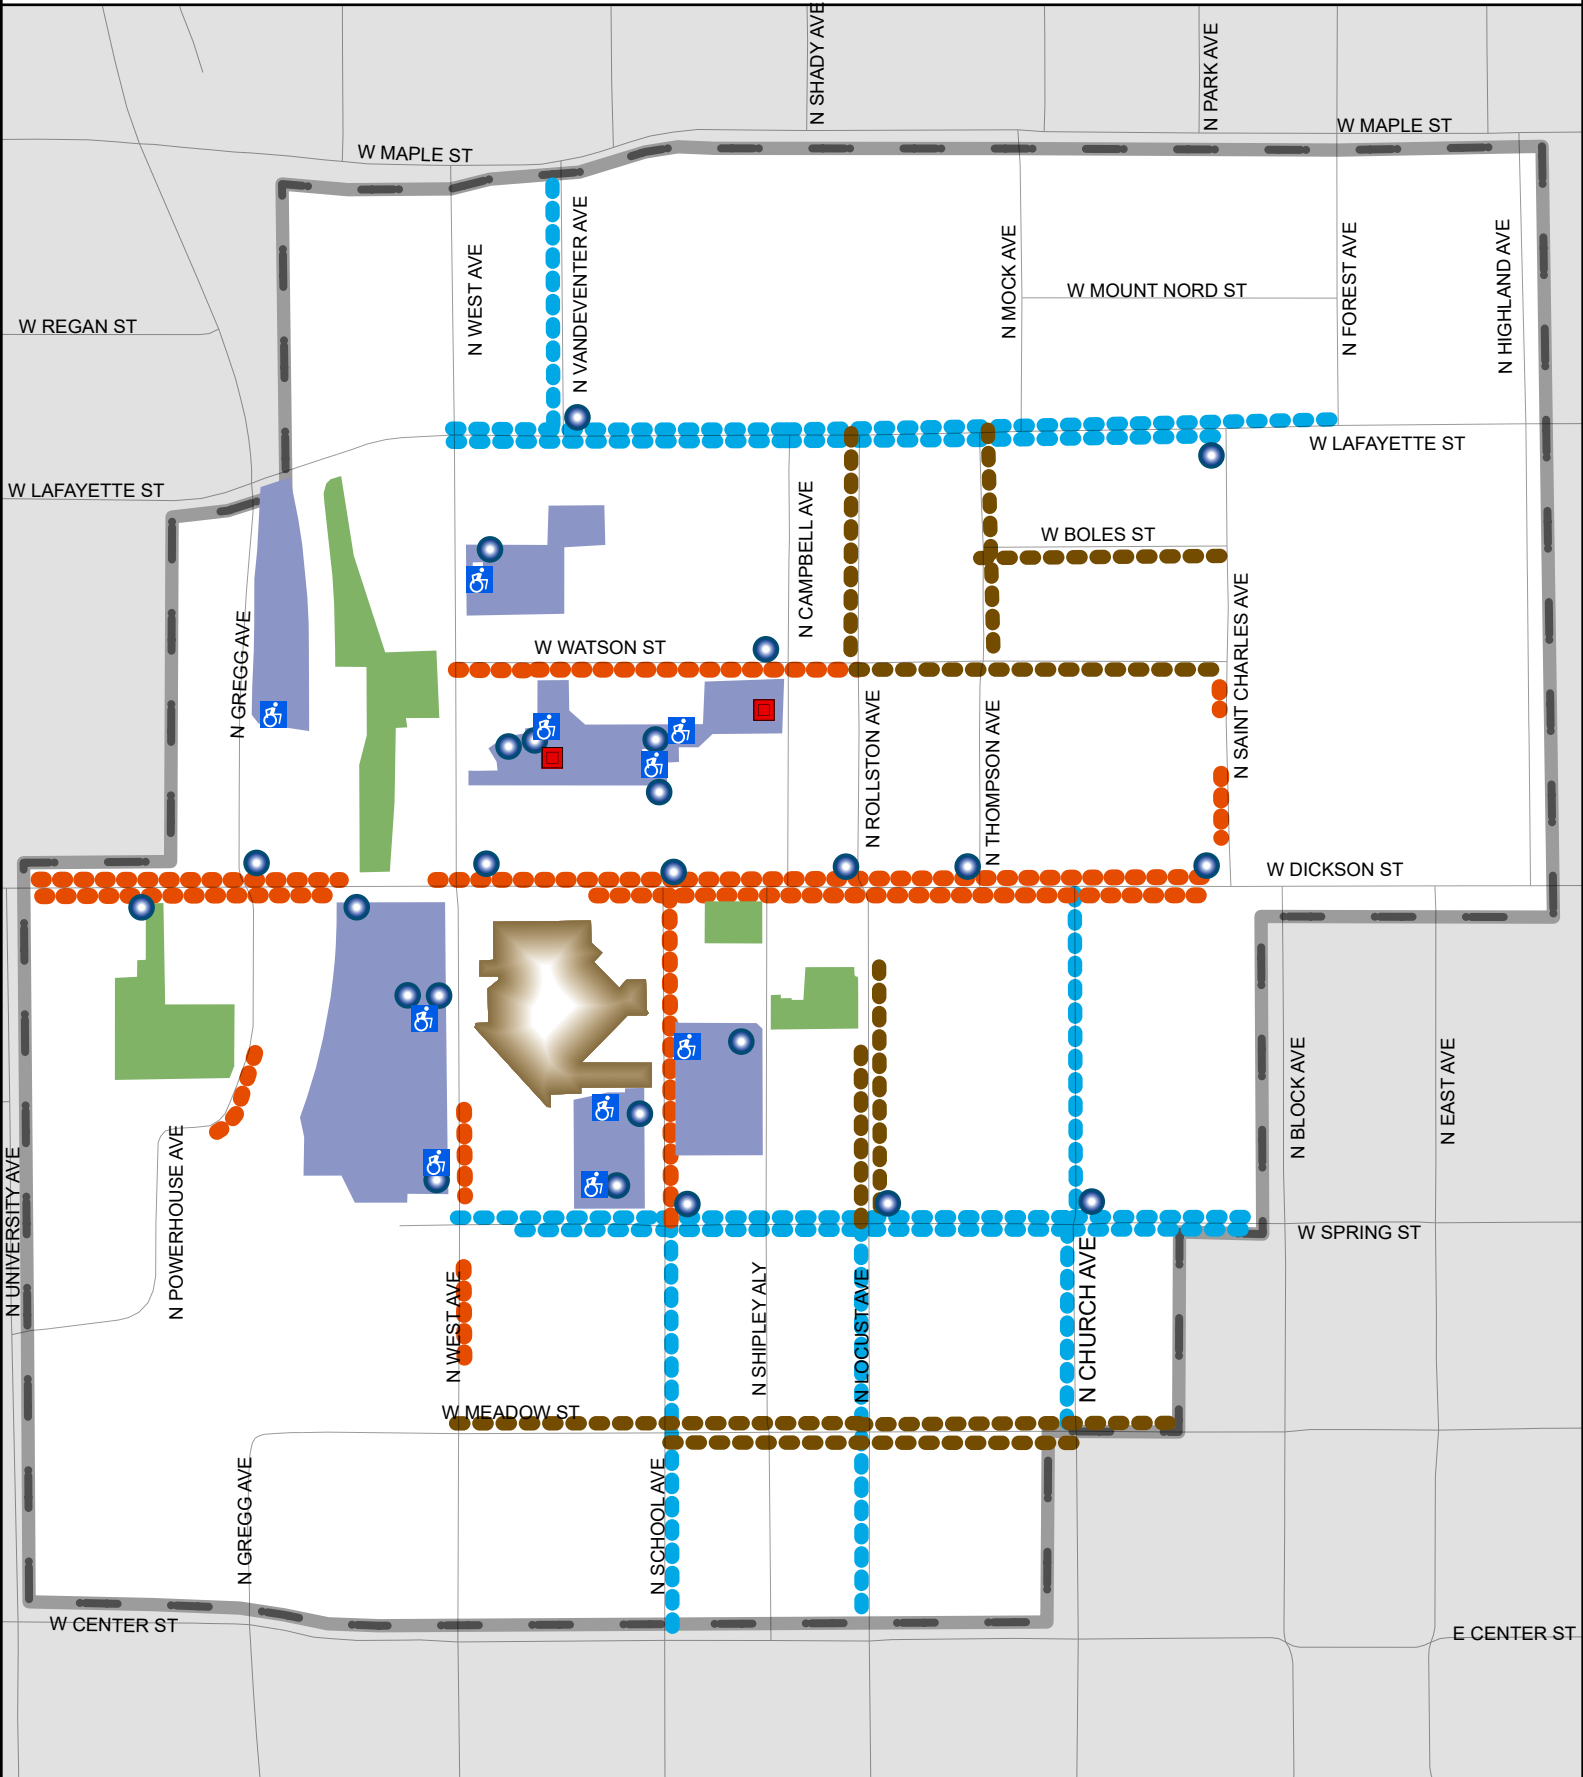 N SHADY AVE
N PARK AVE
W MAPLE ST
W MAPLE ST
N WEST AVE
N VANDEVENTER AVE
N MOCK AVE
W MOUNT NORD ST
N FOREST AVE
N HIGHLAND AVE
W REGAN ST
W LAFAYETTE ST
W LAFAYETTE ST
N CAMPBELL AVE
W BOLES ST
N GREGG AVE
W WATSON ST
N SAINT CHARLES AVE
N ROLLSTON AVE
N THOMPSON AVE
W DICKSON ST
N BLOCK AVE
N EAST AVE
N UNIVERSITY AVE
N POWERHOUSE AVE
W SPRING ST
N WEST AVE
N SHIPLEY ALY
N LOCUST AVE
N CHURCH AVE
W MEADOW ST
N GREGG AVE
N SCHOOL AVE
W CENTER ST
E CENTER ST